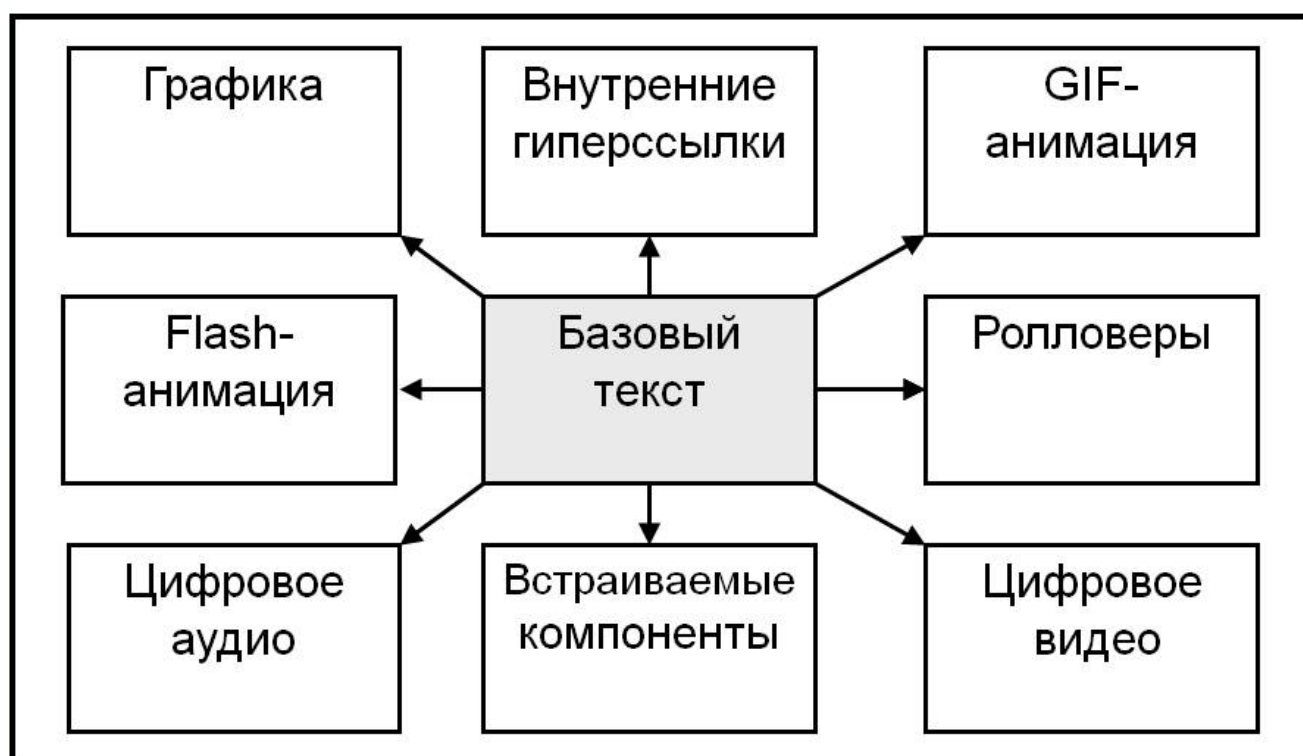 Графика
Внутренние
гиперссылки
GIF-
анимация
Flash-
анимация
Базовый
текст
Ролловеры
Цифровое
аудио
Встраиваемые
компоненты
Цифровое
видео